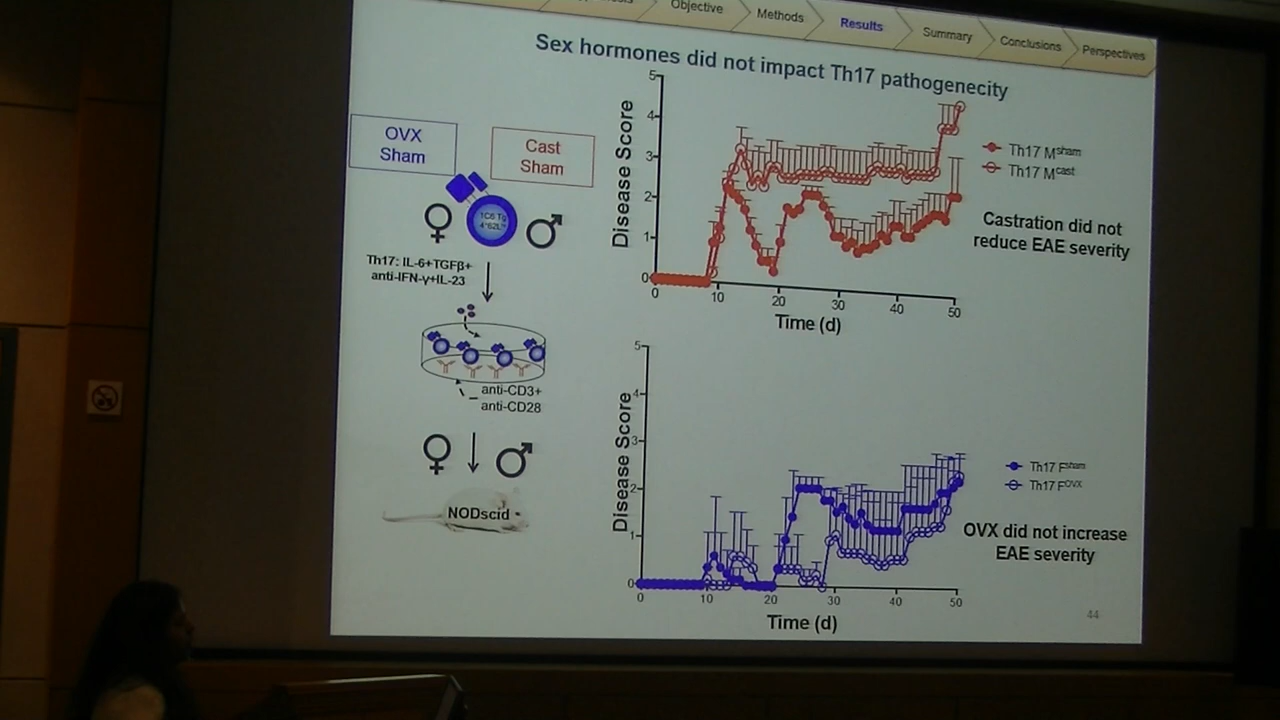 Objective
Methods
Results
Summary
Conclusions
Perspectives
Sex hormones did not impact Th17 pathogenecity
OVX
Sham
Cast
Sham
Th17: IL-6+TGFβ+
anti-IFN-γ+IL-23
anti-CD3+
anti-CD28
NODscid
Disease Score
5
4
3
2
1
0
0
10
20
30
40
50
Time (d)
Th17 Msham
Th17 Mcast
Castration did not
reduce EAE severity
Disease Score
5
4
3
2
1
0
0
10
20
30
40
50
Time (d)
Th17 Fsham
Th17 FOVX
OVX did not increase
EAE severity
44